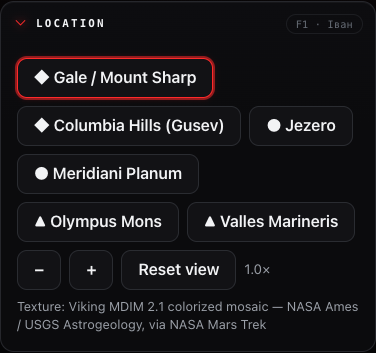 LOCATION F1 · Іван
Gale / Mount Sharp
Columbia Hills (Gusev) Jezero
Meridiani Planum
Olympus Mons Valles Marineris
− + Reset view 1.0×
Texture: Viking MDIM 2.1 colorized mosaic — NASA Ames
/ USGS Astrogeology, via NASA Mars Trek